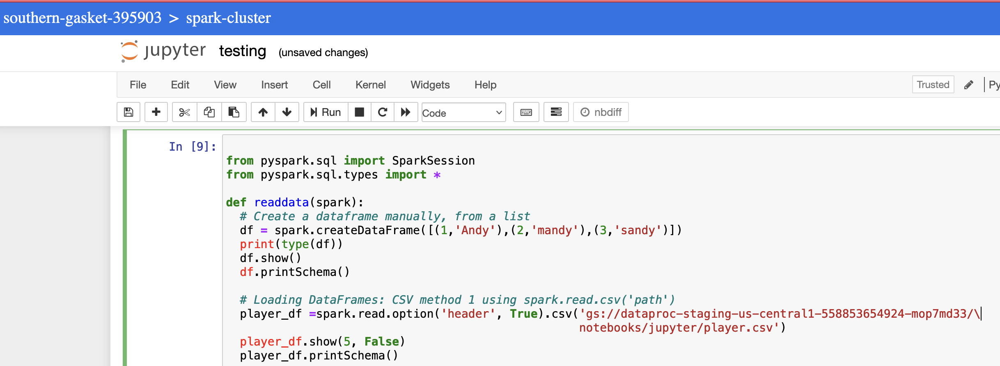 southern-gasket-395903 > spark-cluster
jupyter testing (unsaved changes)
File Edit View Insert Cell Kernel Widgets Help Trusted Py
Run Code nbdiff
In [9]:
from pyspark.sql import SparkSession
from pyspark.sql.types import *
def readdata(spark):
# Create a dataframe manually, from a list
df = spark.createDataFrame([(1,'Andy'),(2,'mandy'),(3,'sandy')])
print(type(df))
df.show()
df.printSchema()
# Loading DataFrames: CSV method 1 using spark.read.csv('path')
player_df =spark.read.option('header', True).csv('gs://dataproc-staging-us-central1-558853654924-mop7md33/\
notebooks/jupyter/player.csv')
player_df.show(5, False)
player_df.printSchema()